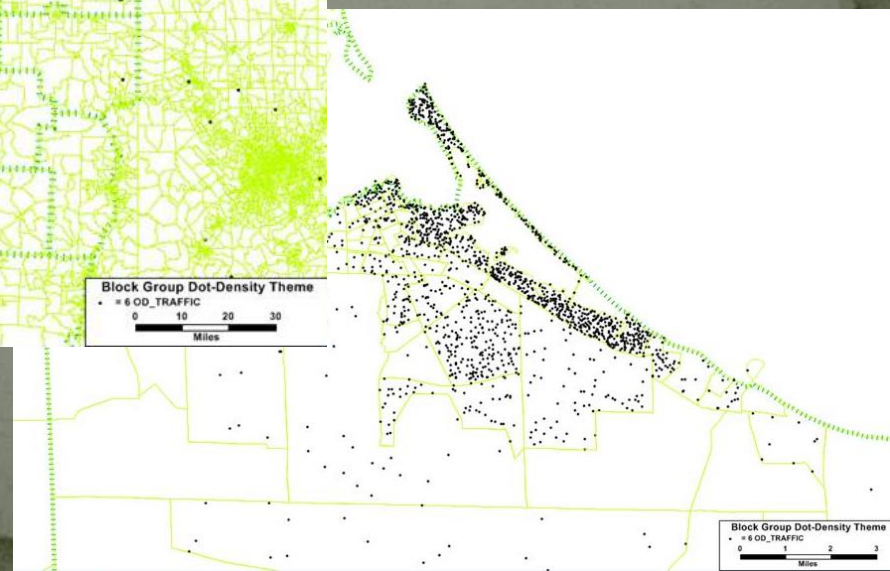 Block Group Dot-Density Theme
= 6 OD_TRAFFIC
0 10 20 30
Miles
Block Group Dot-Density Theme
= 6 OD_TRAFFIC
0 1 2 3
Miles